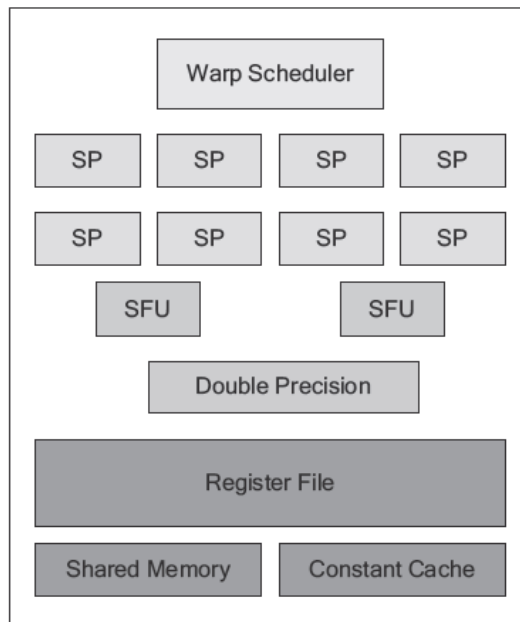 Warp Scheduler
SP SP SP SP
SP SP SP SP
SFU SFU
Double Precision
Register File
Shared Memory Constant Cache